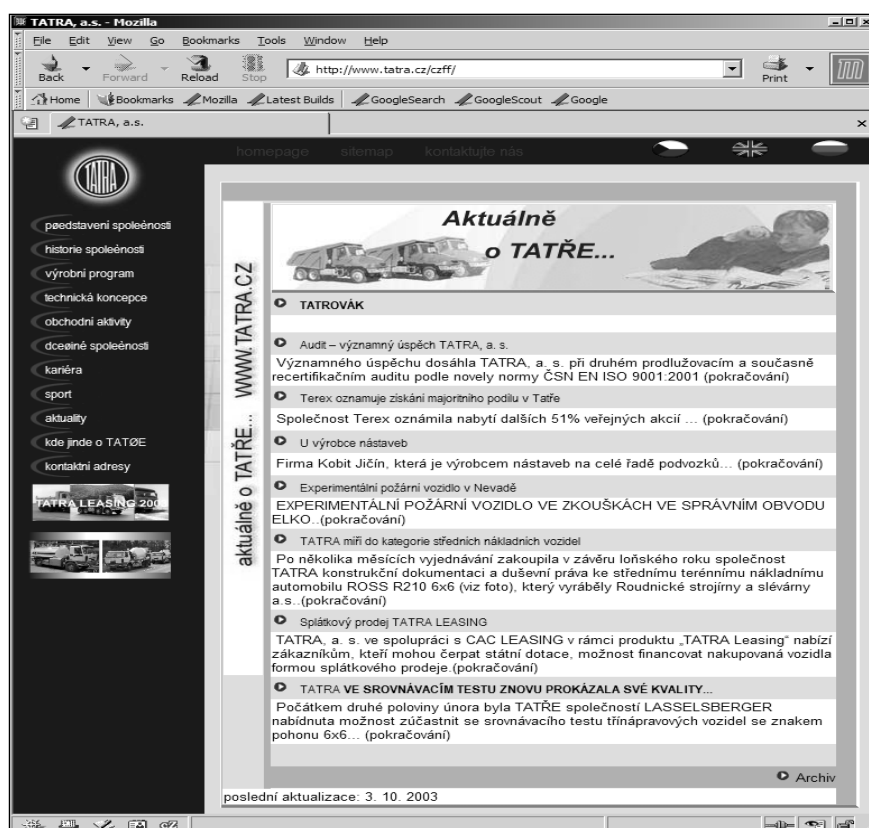 TATRA, a.s. - Mozilla
File Edit View Go Bookmarks Tools Window Help
Back Forward Reload Stop http://www.tatra.cz/czff/ Print
Home Bookmarks Mozilla Latest Builds GoogleSearch GoogleScout Google
TATRA, a.s.
homepage sitemap kontaktujte nás
TATRA
pøedstavení spoleènosti
historie spoleènosti
výrobní program
technická koncepce
obchodní aktivity
dceøiné spoleènosti
kariéra
sport
aktuality
kde jinde o TATØE
kontaktní adresy
TATRA LEASING 200
aktuálně o TATŘE... WWW.TATRA.CZ
Aktuálně
o TATŘE...
TATROVÁK
Audit – významný úspěch TATRA, a. s.
Významného úspěchu dosáhla TATRA, a. s. při druhém prodlužovacím a současně
recertifikačním auditu podle novely normy ČSN EN ISO 9001:2001 (pokračování)
Terex oznamuje získání majoritního podílu v Tatře
Společnost Terex oznámila nabytí dalších 51% veřejných akcií ... (pokračování)
U výrobce nástaveb
Firma Kobit Jičín, která je výrobcem nástaveb na celé řadě podvozků... (pokračování)
Experimentální požární vozidlo v Nevadě
EXPERIMENTÁLNÍ POŽÁRNÍ VOZIDLO VE ZKOUŠKÁCH VE SPRÁVNÍM OBVODU
ELKO..(pokračování)
TATRA míří do kategorie středních nákladních vozidel
Po několika měsících vyjednávání zakoupila v závěru loňského roku společnost
TATRA konstrukční dokumentaci a duševní práva ke střednímu terénnímu nákladnímu
automobilu ROSS R210 6x6 (viz foto), který vyráběly Roudnické strojírny a slévárny
a.s..(pokračování)
Splátkový prodej TATRA LEASING
TATRA, a. s. ve spolupráci s CAC LEASING v rámci produktu „TATRA Leasing“ nabízí
zákazníkům, kteří mohou čerpat státní dotace, možnost financovat nakupovaná vozidla
formou splátkového prodeje.(pokračování)
TATRA VE SROVNÁVACÍM TESTU ZNOVU PROKÁZALA SVÉ KVALITY...
Počátkem druhé poloviny února byla TATŘE společností LASSELSBERGER
nabídnuta možnost zúčastnit se srovnávacího testu třínápravových vozidel se znakem
pohonu 6x6... (pokračování)
Archiv
poslední aktualizace: 3. 10. 2003